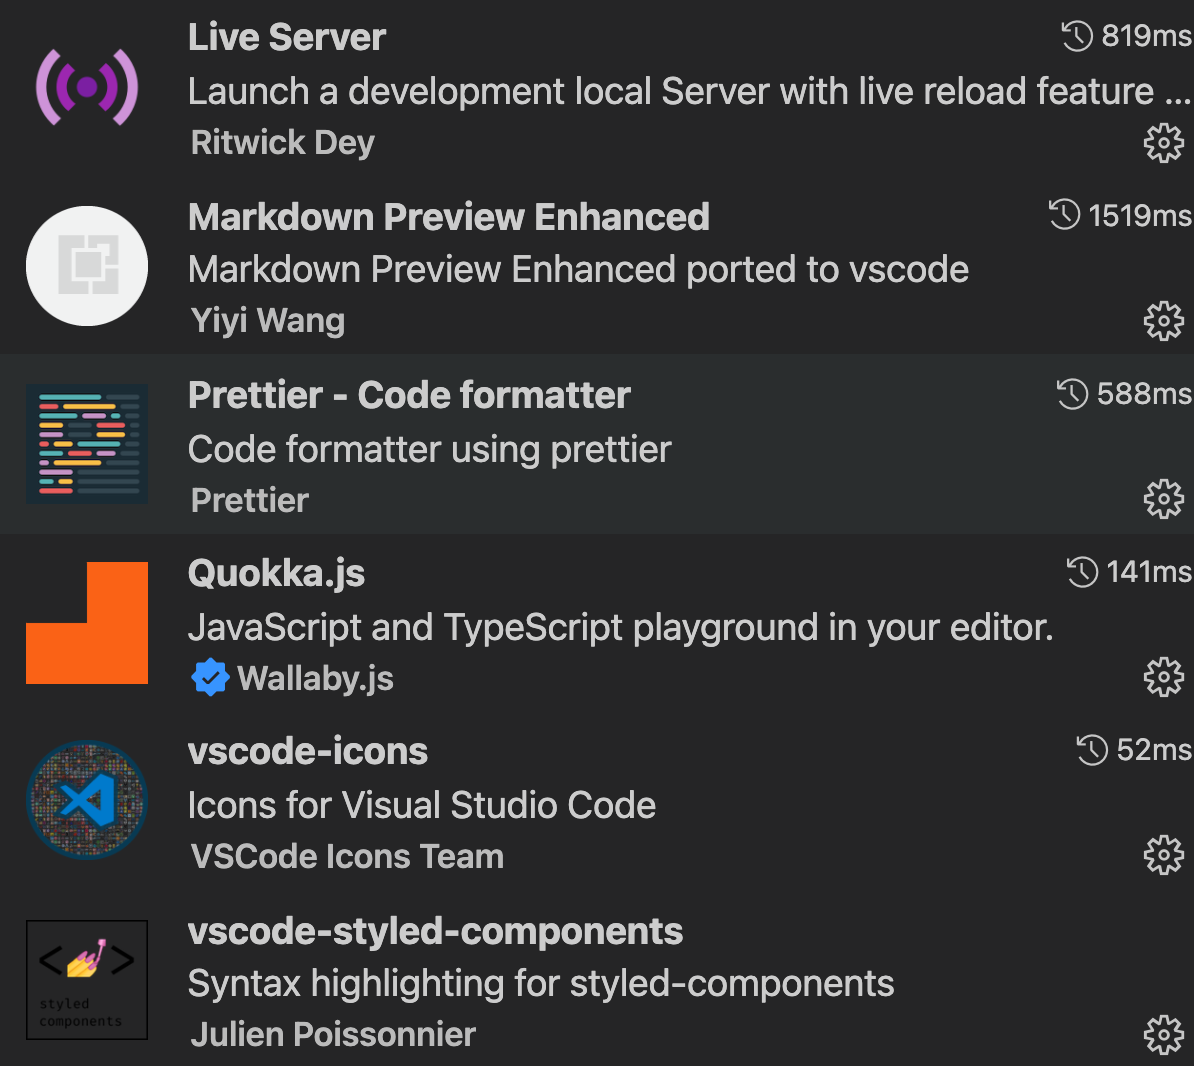 Live Server 819ms
Launch a development local Server with live reload feature ...
Ritwick Dey
Markdown Preview Enhanced 1519ms
Markdown Preview Enhanced ported to vscode
Yiyi Wang
Prettier - Code formatter 588ms
Code formatter using prettier
Prettier
Quokka.js 141ms
JavaScript and TypeScript playground in your editor.
Wallaby.js
vscode-icons 52ms
Icons for Visual Studio Code
VSCode Icons Team
vscode-styled-components
Syntax highlighting for styled-components
Julien Poissonnier
< >
styled
components